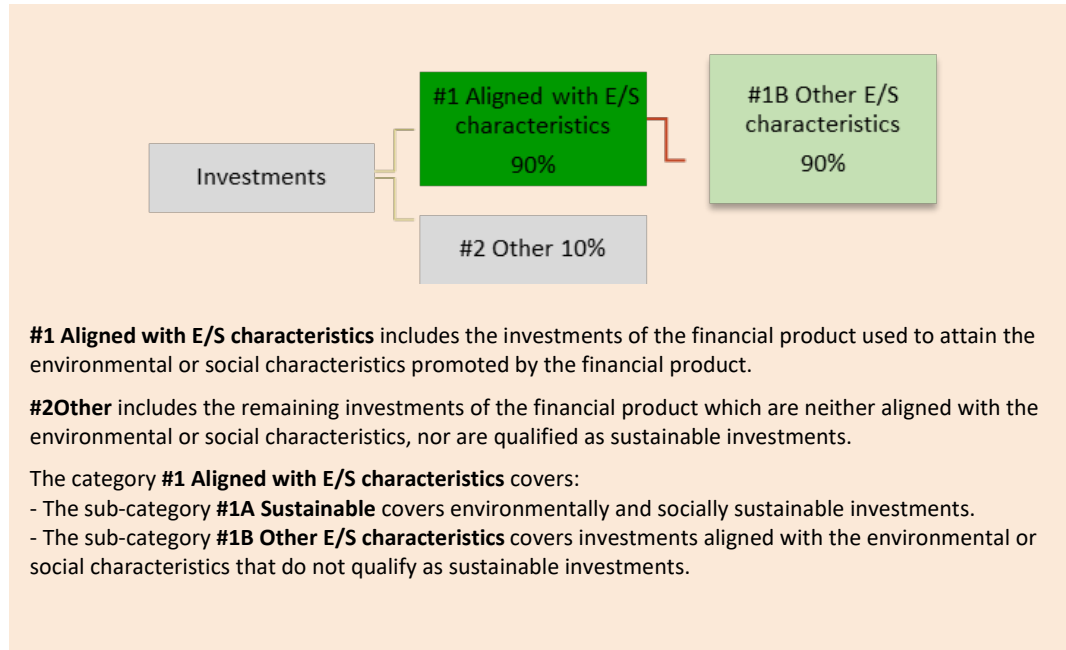 #1 Aligned with E/S
characteristics
90%
#1B Other E/S
characteristics
90%
Investments
#2 Other 10%
#1 Aligned with E/S characteristics includes the investments of the financial product used to attain the
environmental or social characteristics promoted by the financial product.
#2Other includes the remaining investments of the financial product which are neither aligned with the
environmental or social characteristics, nor are qualified as sustainable investments.
The category #1 Aligned with E/S characteristics covers:
- The sub-category #1A Sustainable covers environmentally and socially sustainable investments.
- The sub-category #1B Other E/S characteristics covers investments aligned with the environmental or
social characteristics that do not qualify as sustainable investments.